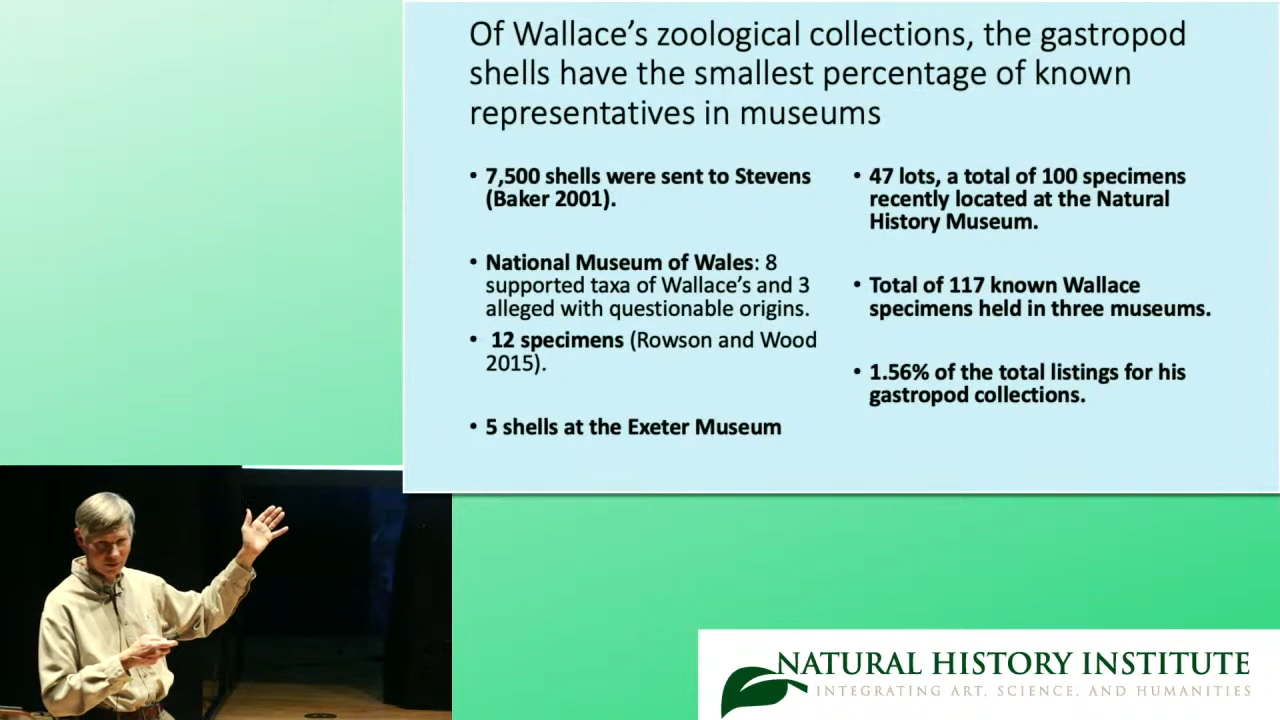 Of Wallace’s zoological collections, the gastropod
shells have the smallest percentage of known
representatives in museums
• 7,500 shells were sent to Stevens
(Baker 2001).
• National Museum of Wales: 8
supported taxa of Wallace’s and 3
alleged with questionable origins.
• 12 specimens (Rowson and Wood
2015).
• 5 shells at the Exeter Museum
• 47 lots, a total of 100 specimens
recently located at the Natural
History Museum.
• Total of 117 known Wallace
specimens held in three museums.
• 1.56% of the total listings for his
gastropod collections.
NATURAL HISTORY INSTITUTE
INTEGRATING ART, SCIENCE, AND HUMANITIES